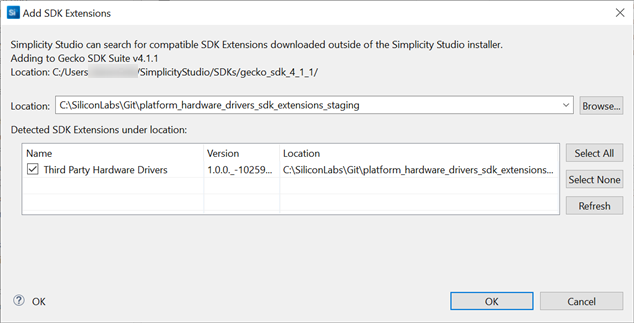 Si Add SDK Extensions
Simplicity Studio can search for compatible SDK Extensions downloaded outside of the Simplicity Studio installer.
Adding to Gecko SDK Suite v4.1.1
Location: C:/Users /SimplicityStudio/SDKs/gecko_sdk_4_1_1/
Location: C:\SiliconLabs\Git\platform_hardware_drivers_sdk_extensions_staging Browse...
Detected SDK Extensions under location:
Name Version Location Select All
Third Party Hardware Drivers 1.0.0._-10259... C:\SiliconLabs\Git\platform_hardware_drivers_sdk_extensions...
Select None
Refresh
? OK OK Cancel